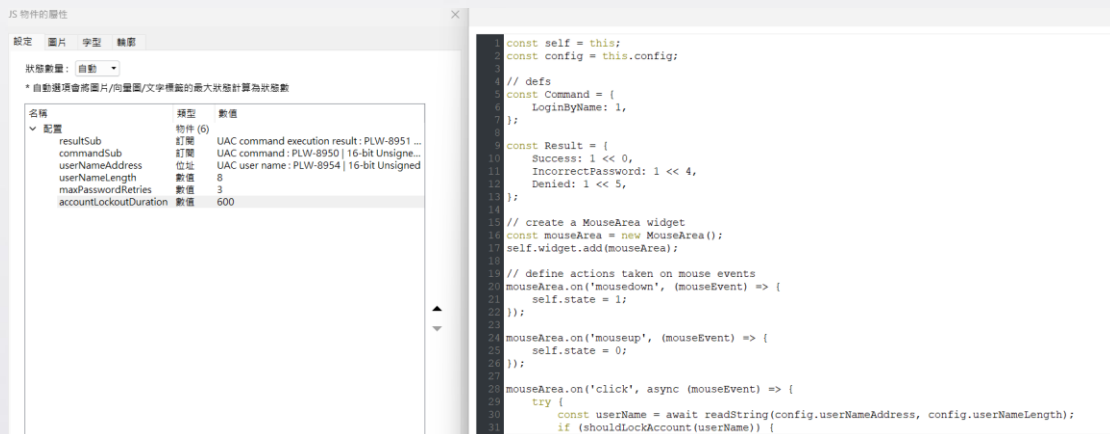 JS 物件的屬性
設定 圖片 字型 輪廓
狀態數量: 自動
* 自動選項會將圖片/向量圖/文字標籤的最大狀態計算為狀態數
名稱 類型 數值
配置 物件 (6)
resultSub 訂閱 UAC command execution result : PLW-8951 ...
commandSub 訂閱 UAC command : PLW-8950 | 16-bit Unsigne...
userNameAddress 位址 UAC user name : PLW-8954 | 16-bit Unsigned
userNameLength 數值 8
maxPasswordRetries 數值 3
accountLockoutDuration 數值 600
1 const self = this;
2 const config = this.config;
3
4 // defs
5 const Command = {
6 LoginByName: 1,
7 };
8
9 const Result = {
10 Success: 1 << 0,
11 IncorrectPassword: 1 << 4,
12 Denied: 1 << 5,
13 };
14
15 // create a MouseArea widget
16 const mouseArea = new MouseArea();
17 self.widget.add(mouseArea);
18
19 // define actions taken on mouse events
20 mouseArea.on('mousedown', (mouseEvent) => {
21 self.state = 1;
22 });
23
24 mouseArea.on('mouseup', (mouseEvent) => {
25 self.state = 0;
26 });
27
28 mouseArea.on('click', async (mouseEvent) => {
29 try {
30 const userName = await readString(config.userNameAddress, config.userNameLength);
31 if (shouldLockAccount(userName)) {